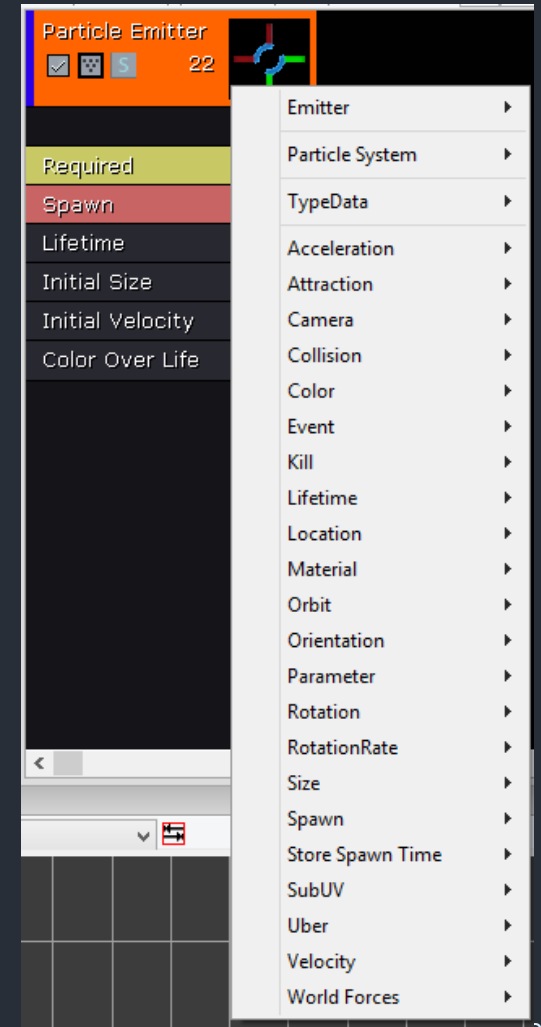 Particle Emitter
S 22
Required
Spawn
Lifetime
Initial Size
Initial Velocity
Color Over Life
Emitter
Particle System
TypeData
Acceleration
Attraction
Camera
Collision
Color
Event
Kill
Lifetime
Location
Material
Orbit
Orientation
Parameter
Rotation
RotationRate
Size
Spawn
Store Spawn Time
SubUV
Uber
Velocity
World Forces